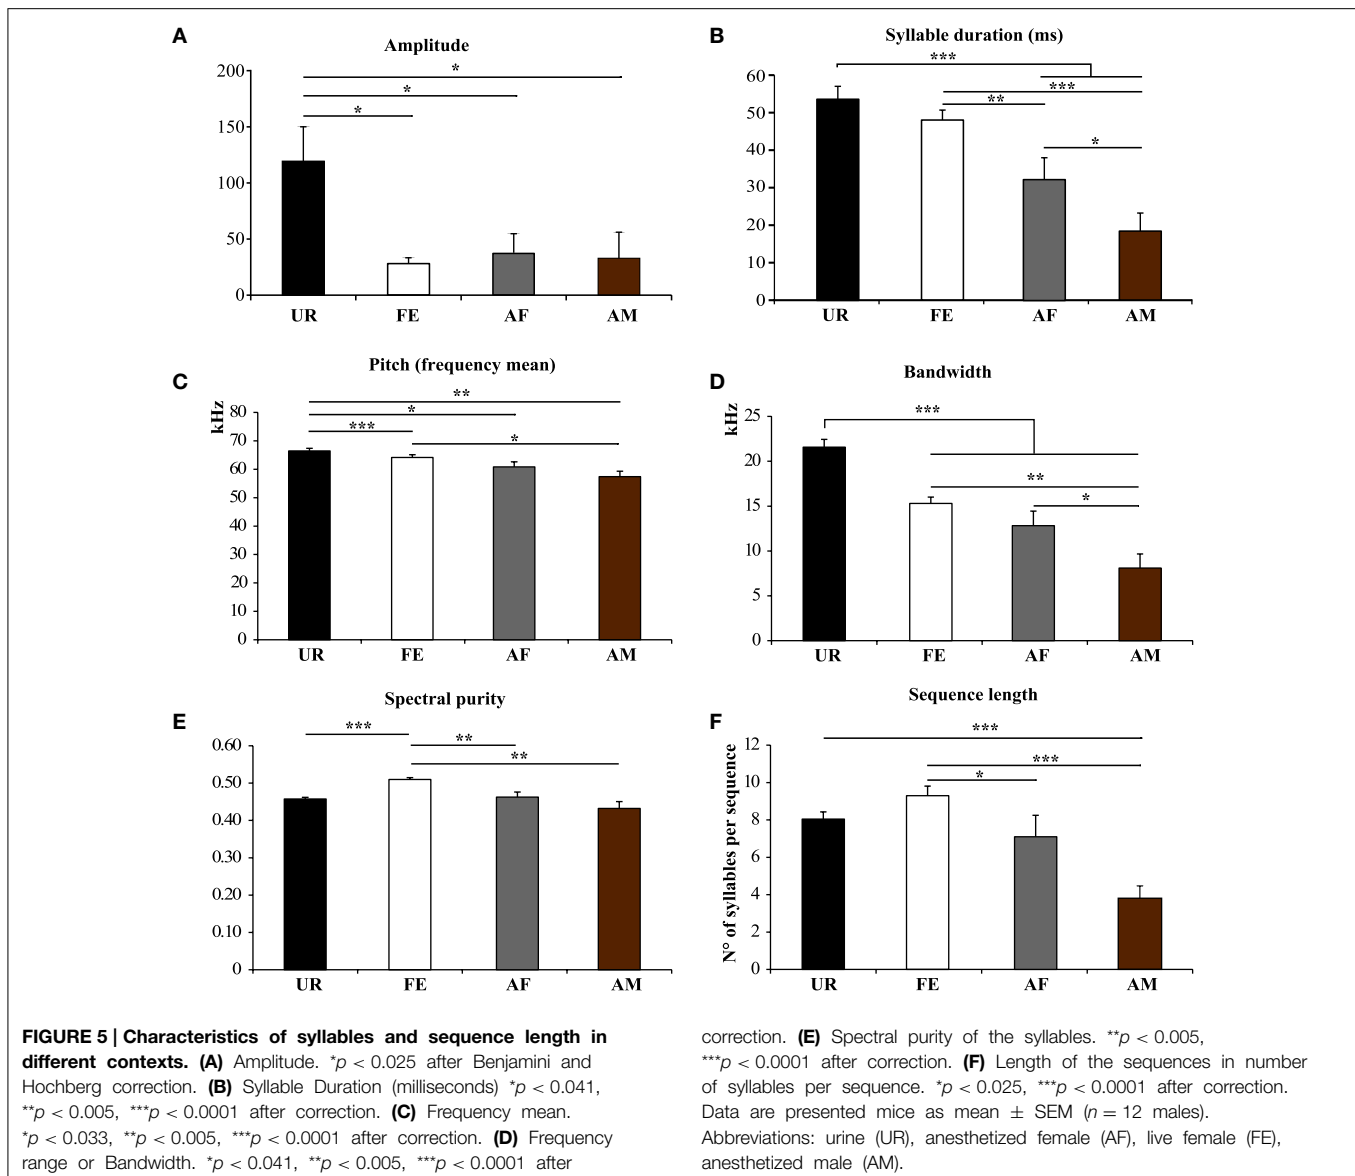 A
Amplitude
*
*
*
200
150
100
50
0
UR FE AF AM
B
Syllable duration (ms)
***
***
**
*
60
50
40
30
20
10
0
UR FE AF AM
C
Pitch (frequency mean)
kHz
**
*
***
*
80
70
60
50
40
30
20
10
0
UR FE AF AM
D
Bandwidth
kHz
***
**
*
25
20
15
10
5
0
UR FE AF AM
E
Spectral purity
***
**
**
0.60
0.50
0.40
0.30
0.20
0.10
0
UR FE AF AM
F
Sequence length
N° of syllables per sequence
***
***
*
12
10
8
6
4
2
0
UR FE AF AM
FIGURE 5 | Characteristics of syllables and sequence length in
different contexts. (A) Amplitude. *p < 0.025 after Benjamini and
Hochberg correction. (B) Syllable Duration (milliseconds) *p < 0.041,
**p < 0.005, ***p < 0.0001 after correction. (C) Frequency mean.
*p < 0.033, **p < 0.005, ***p < 0.0001 after correction. (D) Frequency
range or Bandwidth. *p < 0.041, **p < 0.005, ***p < 0.0001 after
correction. (E) Spectral purity of the syllables. **p < 0.005,
***p < 0.0001 after correction. (F) Length of the sequences in number
of syllables per sequence. *p < 0.025, ***p < 0.0001 after correction.
Data are presented mice as mean ± SEM (n = 12 males).
Abbreviations: urine (UR), anesthetized female (AF), live female (FE),
anesthetized male (AM).